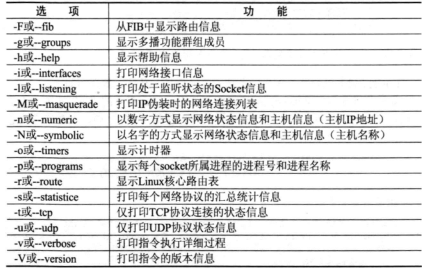 选 项 功 能
-F或--fib 从FIB中显示路由信息
-g或--groups 显示多播功能群组成员
-h或--help 显示帮助信息
-i或--interfaces 打印网络接口信息
-l或--listening 打印处于监听状态的Socket信息
-M或--masquerade 打印IP伪装时的网络连接列表
-n或--numeric 以数字方式显示网络状态信息和主机信息（主机IP地址）
-N或--symbolic 以名字的方式显示网络状态信息和主机信息（主机名称）
-o或--timers 显示计时器
-p或--programs 显示每个socket所属进程的进程号和进程名称
-r或--route 显示Linux核心路由表
-s或--statistice 打印每个网络协议的汇总统计信息
-t或--tcp 仅打印TCP协议连接的状态信息
-u或--udp 仅打印UDP协议状态信息
-v或--verbose 打印指令执行详细过程
-V或--version 打印指令的版本信息